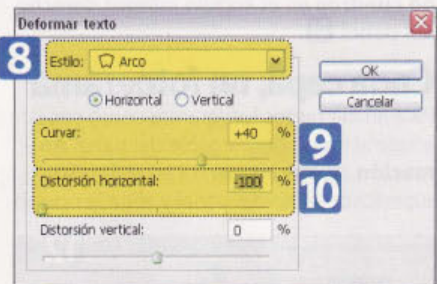 Deformar texto
8
Estilo: Arco
OK
Horizontal Vertical
Cancelar
Curvar: +40 %
9
Distorsión horizontal: -100 %
10
Distorsión vertical: 0 %